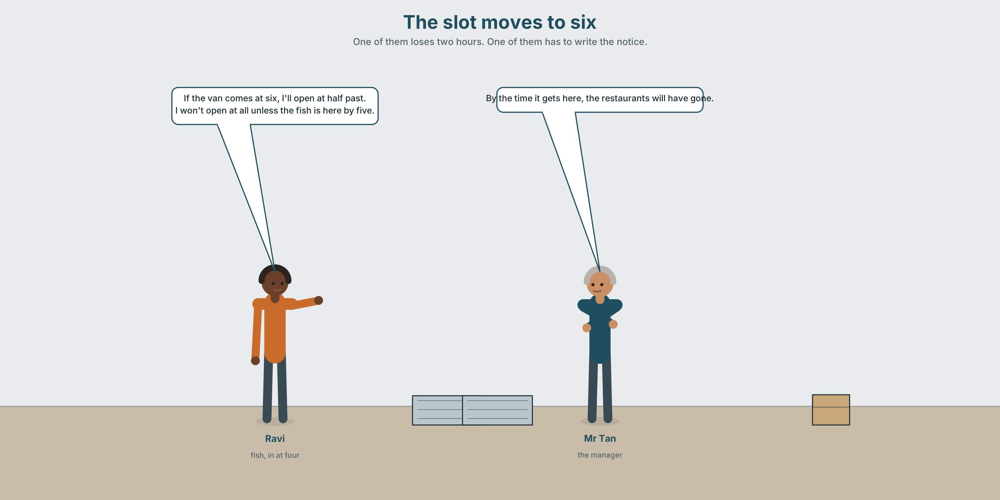 The slot moves to six
One of them loses two hours. One of them has to write the notice.
If the van comes at six, I'll open at half past.
I won't open at all unless the fish is here by five.
By the time it gets here, the restaurants will have gone.
Ravi
fish, in at four
Mr Tan
the manager